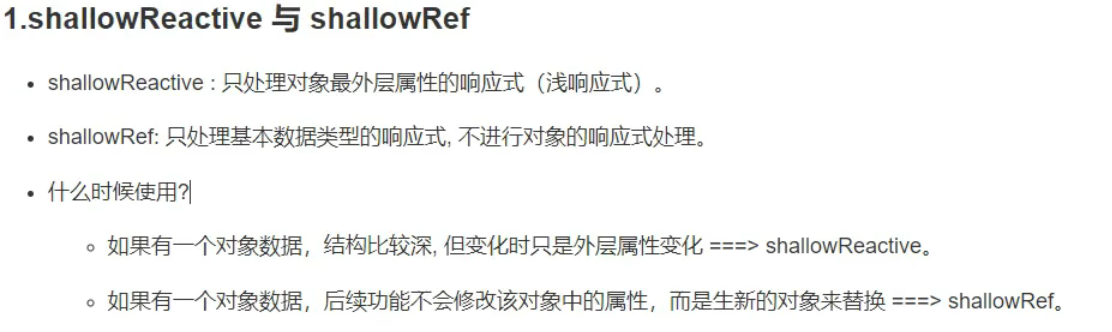 1.shallowReactive 与 shallowRef
shallowReactive : 只处理对象最外层属性的响应式（浅响应式）。
shallowRef: 只处理基本数据类型的响应式, 不进行对象的响应式处理。
什么时候使用?
如果有一个对象数据，结构比较深, 但变化时只是外层属性变化 ===> shallowReactive。
如果有一个对象数据，后续功能不会修改该对象中的属性，而是生新的对象来替换 ===> shallowRef。